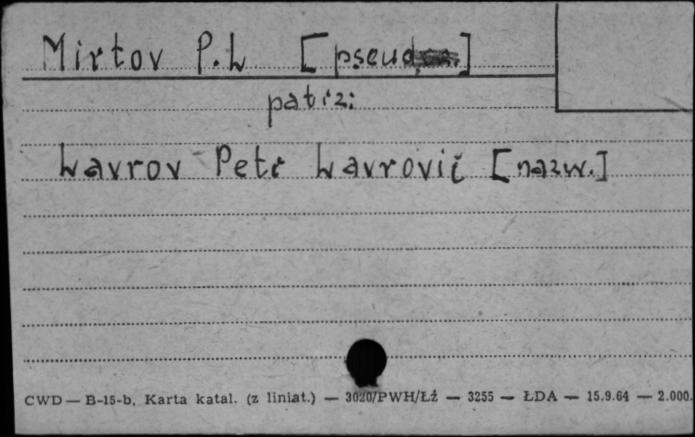 Mirtov P.L [pseud.]
patrz:
Lavrov Petr Lavrovič [nazw.]
CWD — B-15-b, Karta katal. (z liniat.) — 3020/PWH/Łź — 3255 — ŁDA — 15.9.64 — 2.000.